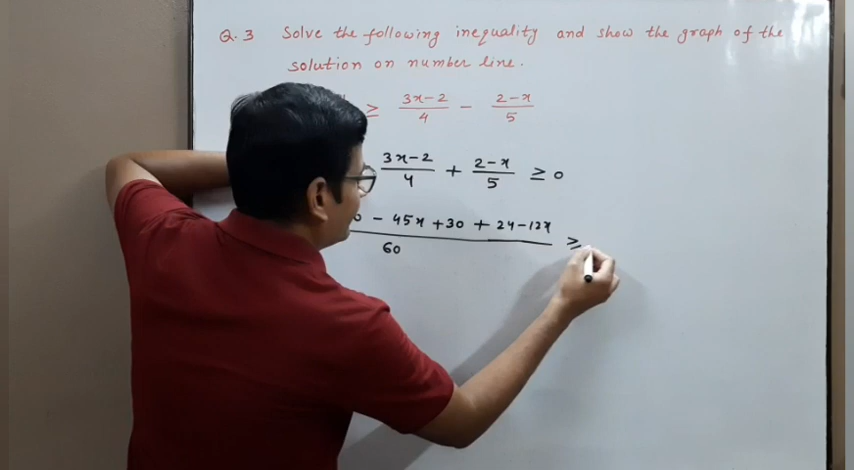 Q.3 Solve the following inequality and show the graph of the
solution on number line.
≥ 3x-2/4 - 2-x/5
3x-2/4 + 2-x/5 ≥ 0
0 - 45x +30 + 24-12x / 60 ≥